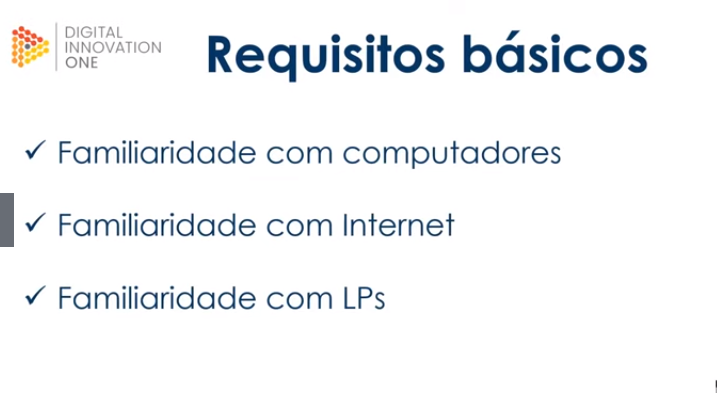 DIGITAL
INNOVATION
ONE
Requisitos básicos
✓ Familiaridade com computadores
✓ Familiaridade com Internet
✓ Familiaridade com LPs